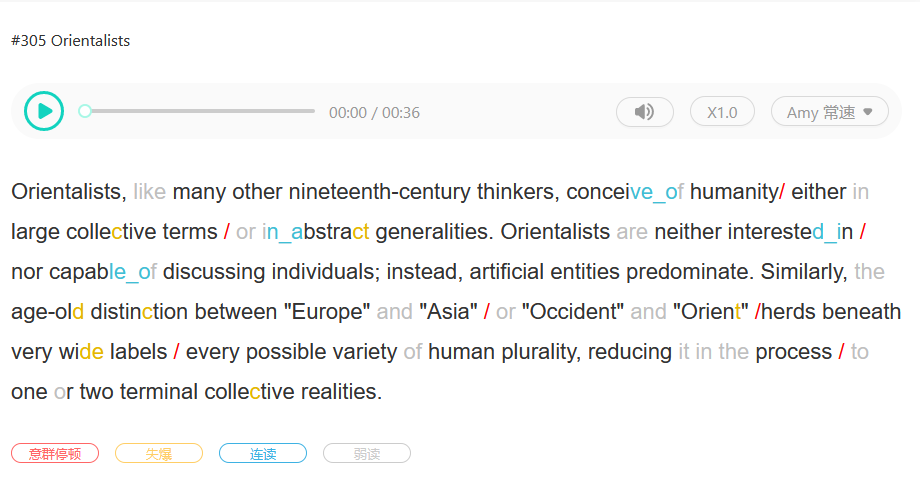 #305 Orientalists
00:00 / 00:36
X1.0
Amy 常速
Orientalists, like many other nineteenth-century thinkers, conceive_of humanity/ either in
large collective terms / or in_abstract generalities. Orientalists are neither interested_in /
nor capable_of discussing individuals; instead, artificial entities predominate. Similarly, the
age-old distinction between "Europe" and "Asia" / or "Occident" and "Orient" /herds beneath
very wide labels / every possible variety of human plurality, reducing it in the process / to
one or two terminal collective realities.
意群停顿 失爆 连读 弱读